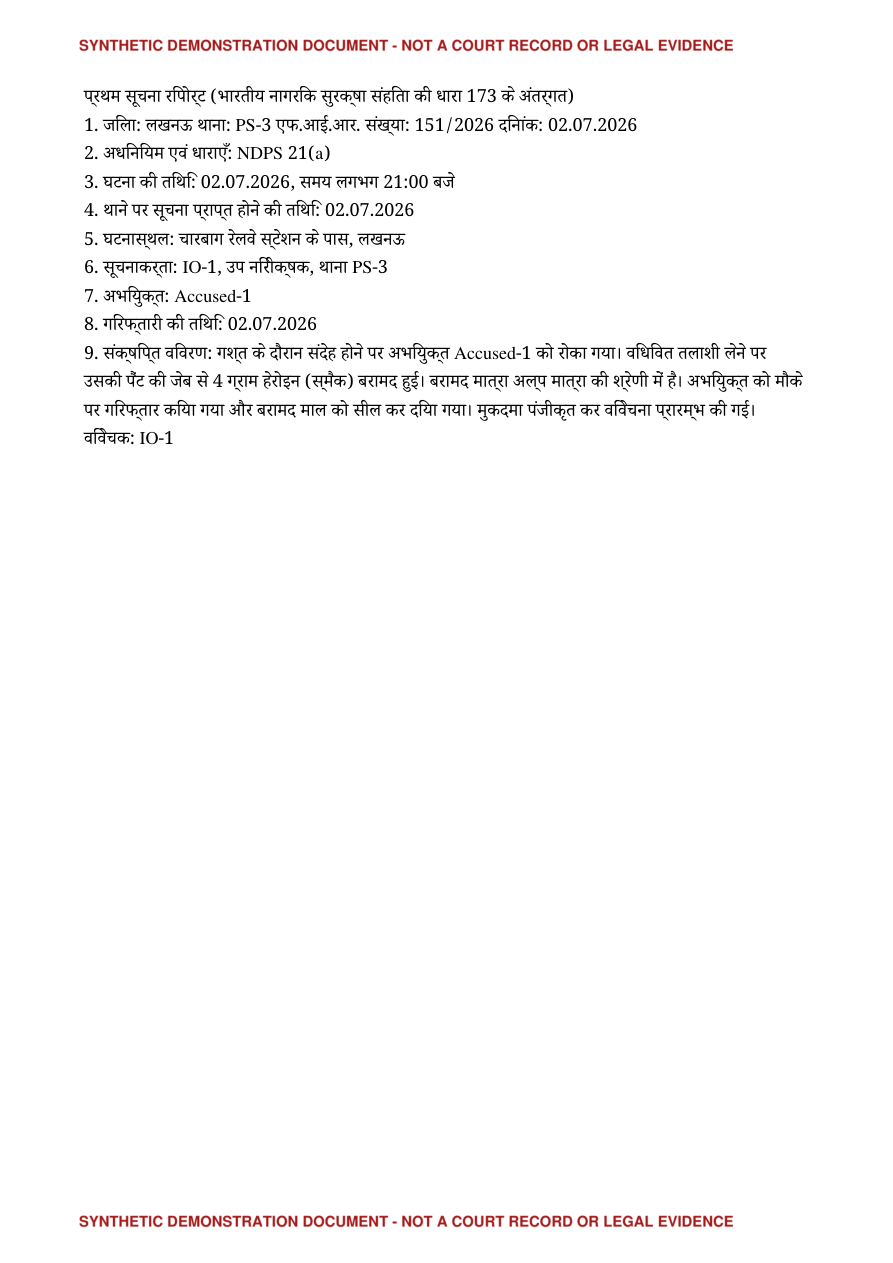 SYNTHETIC DEMONSTRATION DOCUMENT - NOT A COURT RECORD OR LEGAL EVIDENCE
प्रथम सूचना रिपोर्ट (भारतीय नागरिक सुरक्षा संहिता की धारा 173 के अंतर्गत)
1. जिला: लखनऊ थाना: PS-3 एफ.आई.आर. संख्या: 151/2026 दिनांक: 02.07.2026
2. अधिनियम एवं धाराएँ: NDPS 21(a)
3. घटना की तिथि: 02.07.2026, समय लगभग 21:00 बजे
4. थाने पर सूचना प्राप्त होने की तिथि: 02.07.2026
5. घटनास्थल: चारबाग रेलवे स्टेशन के पास, लखनऊ
6. सूचनाकर्ता: IO-1, उप निरीक्षक, थाना PS-3
7. अभियुक्त: Accused-1
8. गिरफ्तारी की तिथि: 02.07.2026
9. संक्षिप्त विवरण: गश्त के दौरान संदेह होने पर अभियुक्त Accused-1 को रोका गया। विधिवत तलाशी लेने पर
उसकी पैंट की जेब से 4 ग्राम हेरोइन (स्मैक) बरामद हुई। बरामद मात्रा अल्प मात्रा की श्रेणी में है। अभियुक्त को मौके
पर गिरफ्तार किया गया और बरामद माल को सील कर दिया गया। मुकदमा पंजीकृत कर विवेचना प्रारम्भ की गई।
विवेचक: IO-1
SYNTHETIC DEMONSTRATION DOCUMENT - NOT A COURT RECORD OR LEGAL EVIDENCE